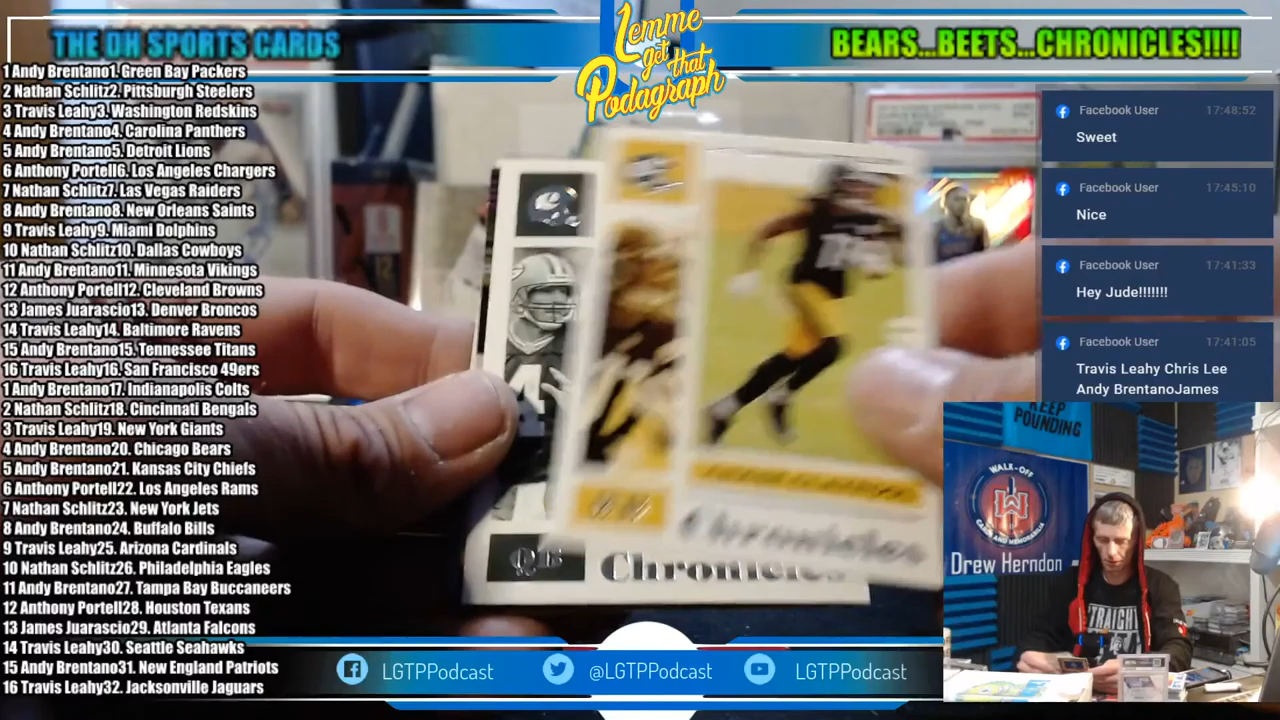 THE DH SPORTS CARDS
Lemme
get
that
Podagraph
BEARS...BEETS...CHRONICLES!!!!
1 Andy Brentano1. Green Bay Packers
2 Nathan Schlitz2. Pittsburgh Steelers
3 Travis Leahy3. Washington Redskins
4 Andy Brentano4. Carolina Panthers
5 Andy Brentano5. Detroit Lions
6 Anthony Portell6. Los Angeles Chargers
7 Nathan Schlitz7. Las Vegas Raiders
8 Andy Brentano8. New Orleans Saints
9 Travis Leahy9. Miami Dolphins
10 Nathan Schlitz10. Dallas Cowboys
11 Andy Brentano11. Minnesota Vikings
12 Anthony Portell12. Cleveland Browns
13 James Juarascio13. Denver Broncos
14 Travis Leahy14. Baltimore Ravens
15 Andy Brentano15. Tennessee Titans
16 Travis Leahy16. San Francisco 49ers
1 Andy Brentano17. Indianapolis Colts
2 Nathan Schlitz18. Cincinnati Bengals
3 Travis Leahy19. New York Giants
4 Andy Brentano20. Chicago Bears
5 Andy Brentano21. Kansas City Chiefs
6 Anthony Portell22. Los Angeles Rams
7 Nathan Schlitz23. New York Jets
8 Andy Brentano24. Buffalo Bills
9 Travis Leahy25. Arizona Cardinals
10 Nathan Schlitz26. Philadelphia Eagles
11 Andy Brentano27. Tampa Bay Buccaneers
12 Anthony Portell28. Houston Texans
13 James Juarascio29. Atlanta Falcons
14 Travis Leahy30. Seattle Seahawks
15 Andy Brentano31. New England Patriots
16 Travis Leahy32. Jacksonville Jaguars
QB
Chronicles
Chronicles
Facebook User 17:48:52
Sweet
Facebook User 17:45:10
Nice
Facebook User 17:41:33
Hey Jude!!!!!!!
Facebook User 17:41:05
Travis Leahy Chris Lee
Andy BrentanoJames
KEEP
POUNDING
WALK-OFF
Drew Herndon
STRAIGHT
LGTPPodcast
@LGTPPodcast
LGTPPodcast